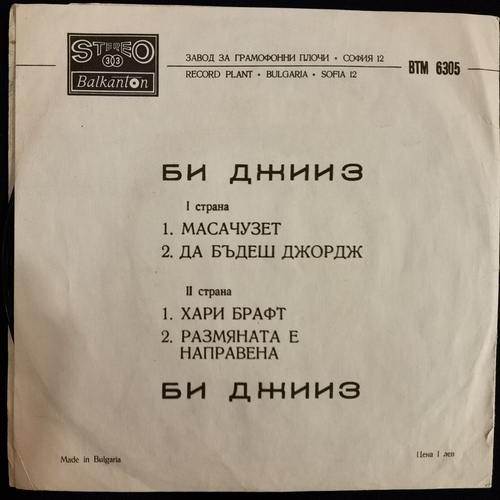 STEREO
33
Balkanton
ЗАВОД ЗА ГРАМОФОННИ ПЛОЧИ • СОФИЯ 12
RECORD PLANT • BULGARIA • SOFIA 12
ВТМ 6305
БИ ДЖИИЗ
I страна
1. МАСАЧУЗЕТ
2. ДА БЪДЕШ ДЖОРДЖ
II страна
1. ХАРИ БРАФТ
2. РАЗМЯНАТА Е
НАПРАВЕНА
БИ ДЖИИЗ
Made in Bulgaria
Цена 1 лев